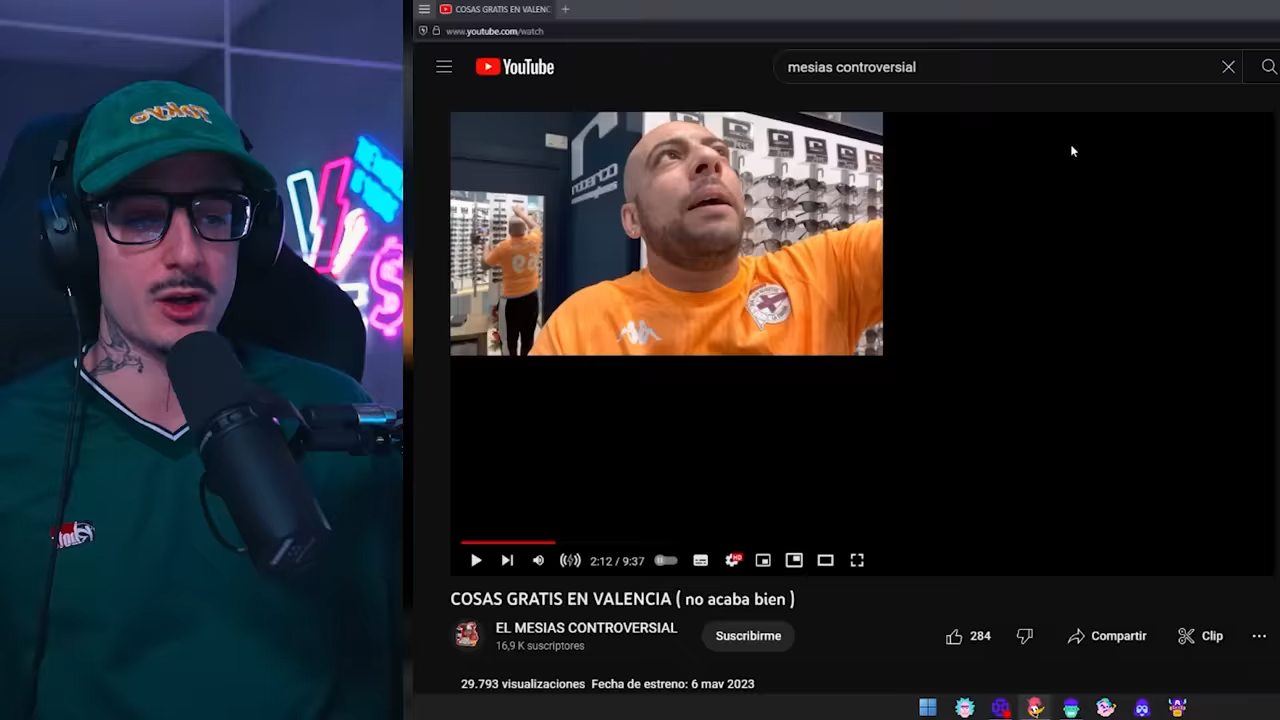 COSAS GRATIS EN VALENC
www.youtube.com/watch
YouTube
mesias controversial
2:12 / 9:37
HD
COSAS GRATIS EN VALENCIA ( no acaba bien )
EL MESIAS CONTROVERSIAL
16,9 K suscriptores
Suscribirme
284
Compartir
Clip
29.793 visualizaciones Fecha de estreno: 6 may 2023